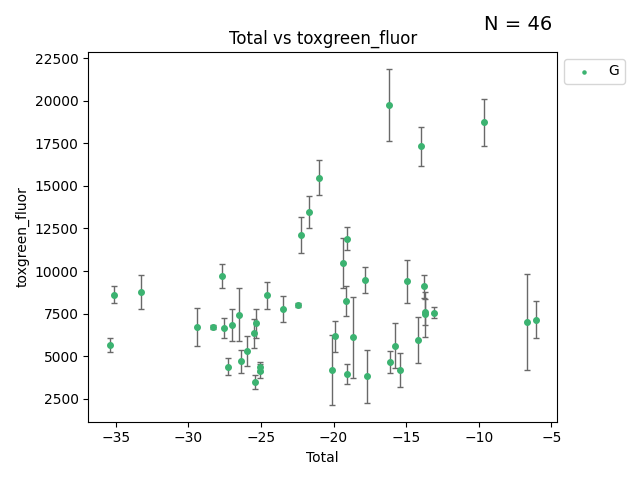 N = 46
Total vs toxgreen_fluor
G
toxgreen_fluor
22500
20000
17500
15000
12500
10000
7500
5000
2500
−35 −30 −25 −20 −15 −10 −5
Total